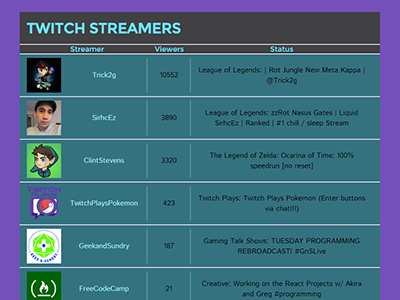 TWITCH STREAMERS
Streamer Viewers Status
Trick2g 10552 League of Legends: | Rot Jungle New Meta Kappa |
@Trick2g
SirhcEz 3890 League of Legends: zzRot Nasus Gates | Liquid
SirhcEz | Ranked | #1 chill / sleep Stream
ClintStevens 3320 The Legend of Zelda: Ocarina of Time: 100%
speedrun [no reset]
TWITCH
PLAYS
TwitchPlaysPokemon 423 Twitch Plays: Twitch Plays Pokemon (Enter buttons
via chat!!!)
GEEK & SUNDRY
GeekandSundry 187 Gaming Talk Shows: TUESDAY PROGRAMMING
REBROADCAST! #GnSLive
FreeCodeCamp 21 Creative: Working on the React Projects w/ Akira
and Greg #programming